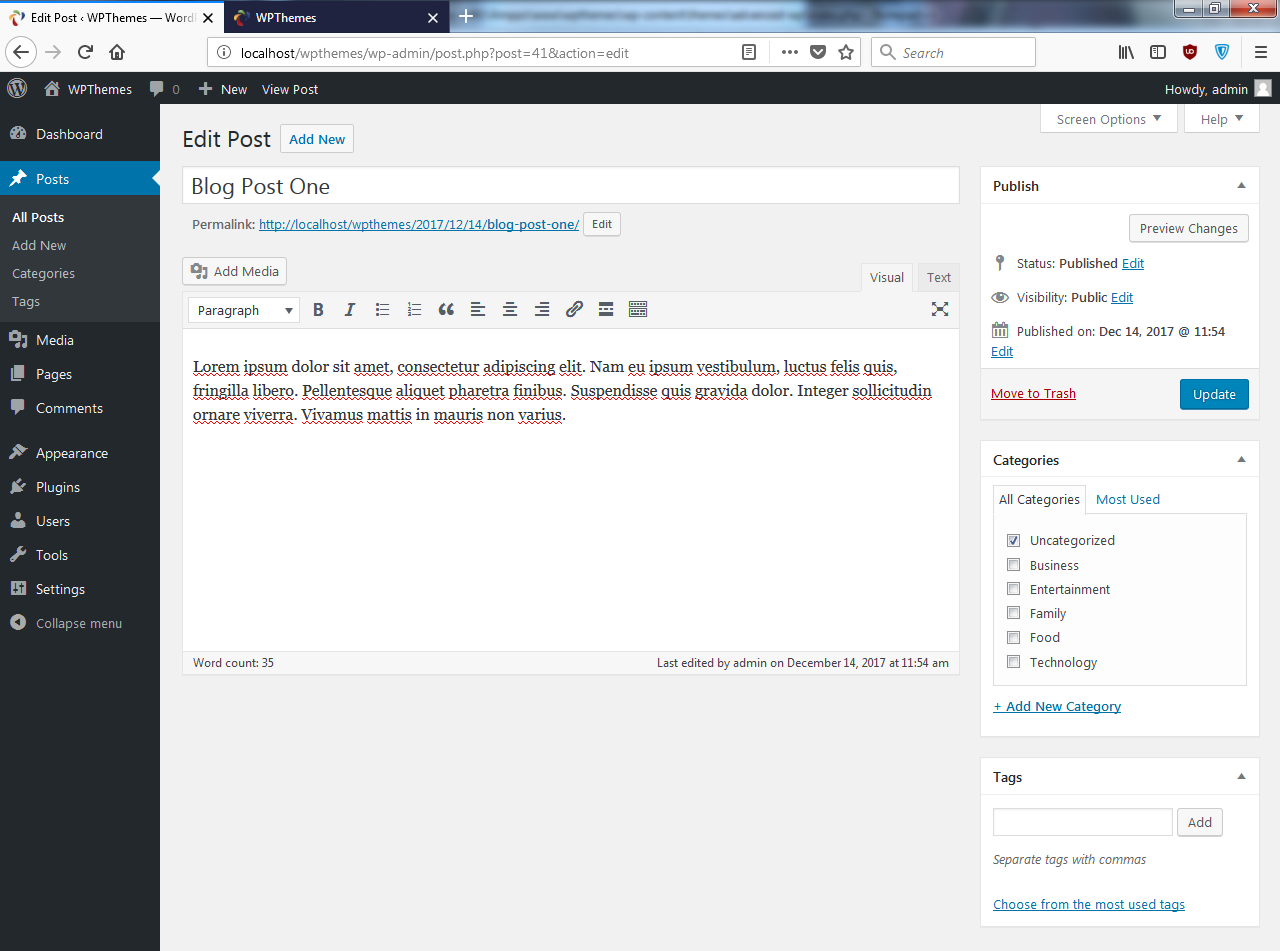 Edit Post ‹ WPThemes — Word
WPThemes
localhost/wpthemes/wp-admin/post.php?post=41&action=edit
Search
WPThemes
0
New
View Post
Howdy, admin
Dashboard
Posts
All Posts
Add New
Categories
Tags
Media
Pages
Comments
Appearance
Plugins
Users
Tools
Settings
Collapse menu
Screen Options
Help
Edit Post
Add New
Blog Post One
Permalink: http://localhost/wpthemes/2017/12/14/blog-post-one/ Edit
Add Media
Visual
Text
Paragraph
B
I
Lorem ipsum dolor sit amet, consectetur adipiscing elit. Nam eu ipsum vestibulum, luctus felis quis,
fringilla libero. Pellentesque aliquet pharetra finibus. Suspendisse quis gravida dolor. Integer sollicitudin
ornare viverra. Vivamus mattis in mauris non varius.
Word count: 35
Last edited by admin on December 14, 2017 at 11:54 am
Publish
Preview Changes
Status: Published Edit
Visibility: Public Edit
Published on: Dec 14, 2017 @ 11:54
Edit
Move to Trash
Update
Categories
All Categories
Most Used
Uncategorized
Business
Entertainment
Family
Food
Technology
+ Add New Category
Tags
Add
Separate tags with commas
Choose from the most used tags